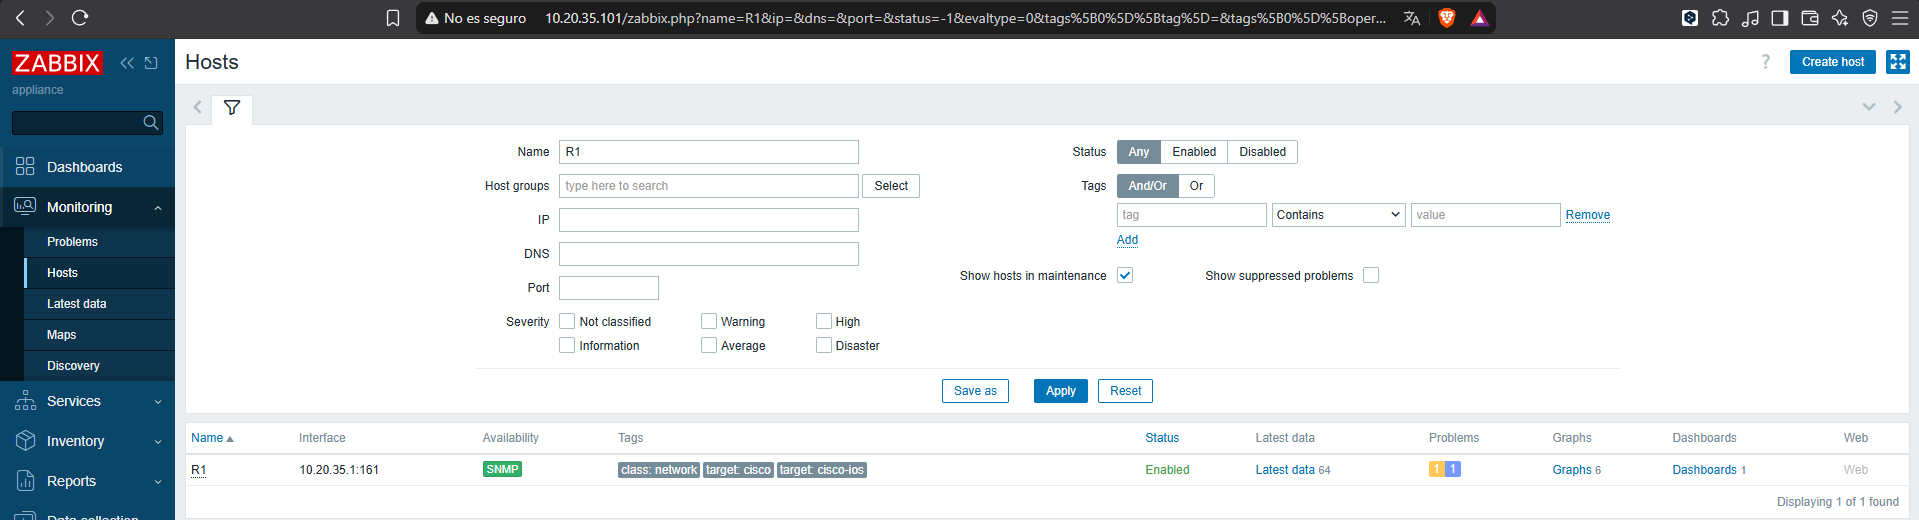 No es seguro 10.20.35.101/zabbix.php?name=R1&ip=&dns=&port=&status=-1&evaltype=0&tags%5B0%5D%5Btag%5D=&tags%5B0%5D%5Boper...
ZABBIX
appliance
Hosts
? Create host
Dashboards
Monitoring
Problems
Hosts
Latest data
Maps
Discovery
Services
Inventory
Reports
Data collection
Name R1
Host groups type here to search Select
IP
DNS
Port
Severity Not classified Warning High
Information Average Disaster
Status Any Enabled Disabled
Tags And/Or Or
tag Contains value Remove
Add
Show hosts in maintenance Show suppressed problems
Save as Apply Reset
Name Interface Availability Tags Status Latest data Problems Graphs Dashboards Web
R1 10.20.35.1:161 SNMP class: network target: cisco target: cisco-ios Enabled Latest data 64 1 1 Graphs 6 Dashboards 1 Web
Displaying 1 of 1 found